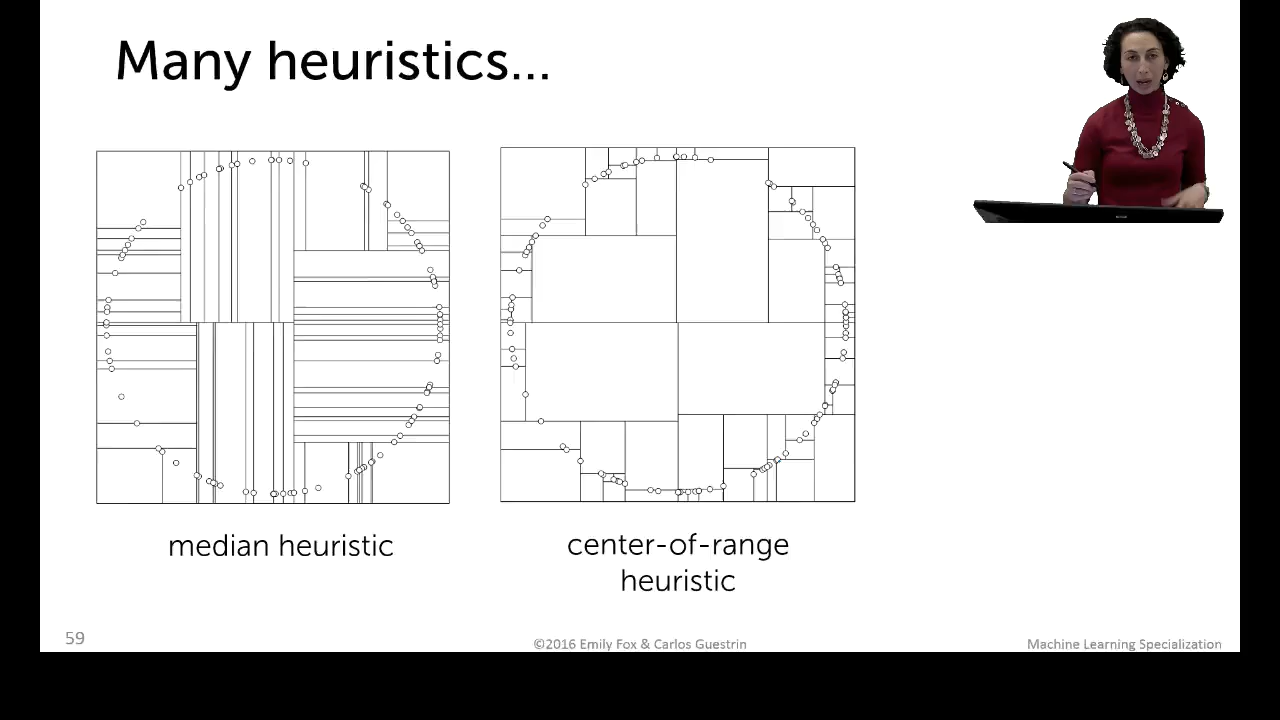 Many heuristics...
median heuristic
center-of-range
heuristic
59
©2016 Emily Fox & Carlos Guestrin
Machine Learning Specialization